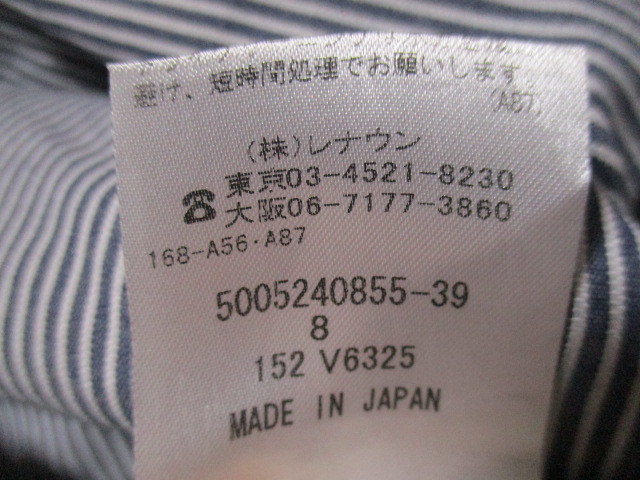 避け、短時間処理でお願いします
(A87)
(株)レナウン
☎ 東京03-4521-8230
大阪06-7177-3860
168-A56・A87
5005240855-39
8
152 V6325
MADE IN JAPAN